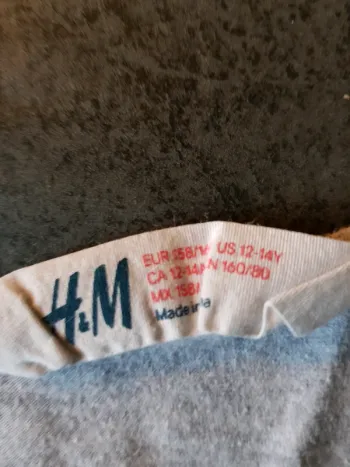 H&M
EUR 158/ US 12-14Y
CA 12-14 N 160/80
MX 158/
Made in